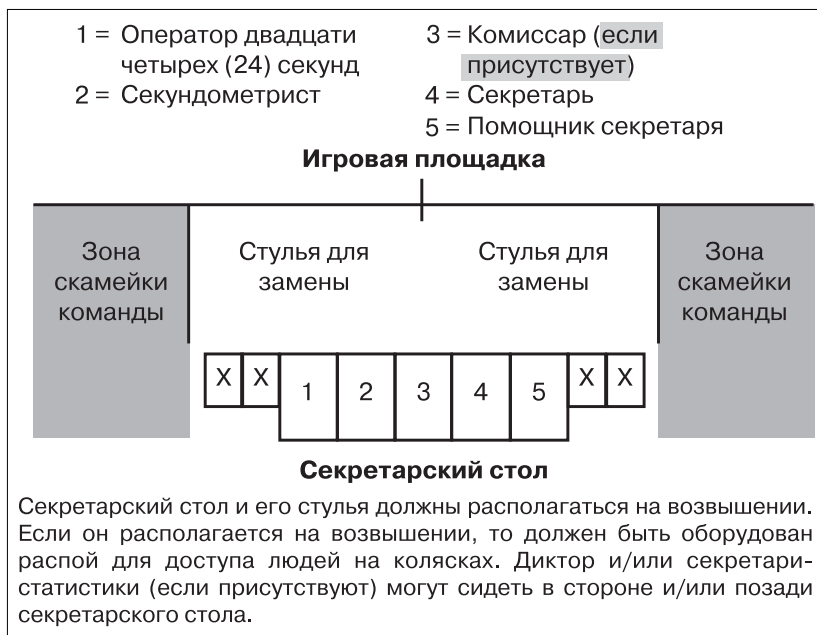 1 = Оператор двадцати
четырех (24) секунд
2 = Секундометрист
3 = Комиссар (если
присутствует)
4 = Секретарь
5 = Помощник секретаря
Игровая площадка
Зона
скамейки
команды
Стулья для
замены
Стулья для
замены
Зона
скамейки
команды
X X 1 2 3 4 5 X X
Секретарский стол
Секретарский стол и его стулья должны располагаться на возвышении.
Если он располагается на возвышении, то должен быть оборудован
распой для доступа людей на колясках. Диктор и/или секретари-
статистики (если присутствуют) могут сидеть в стороне и/или позади
секретарского стола.